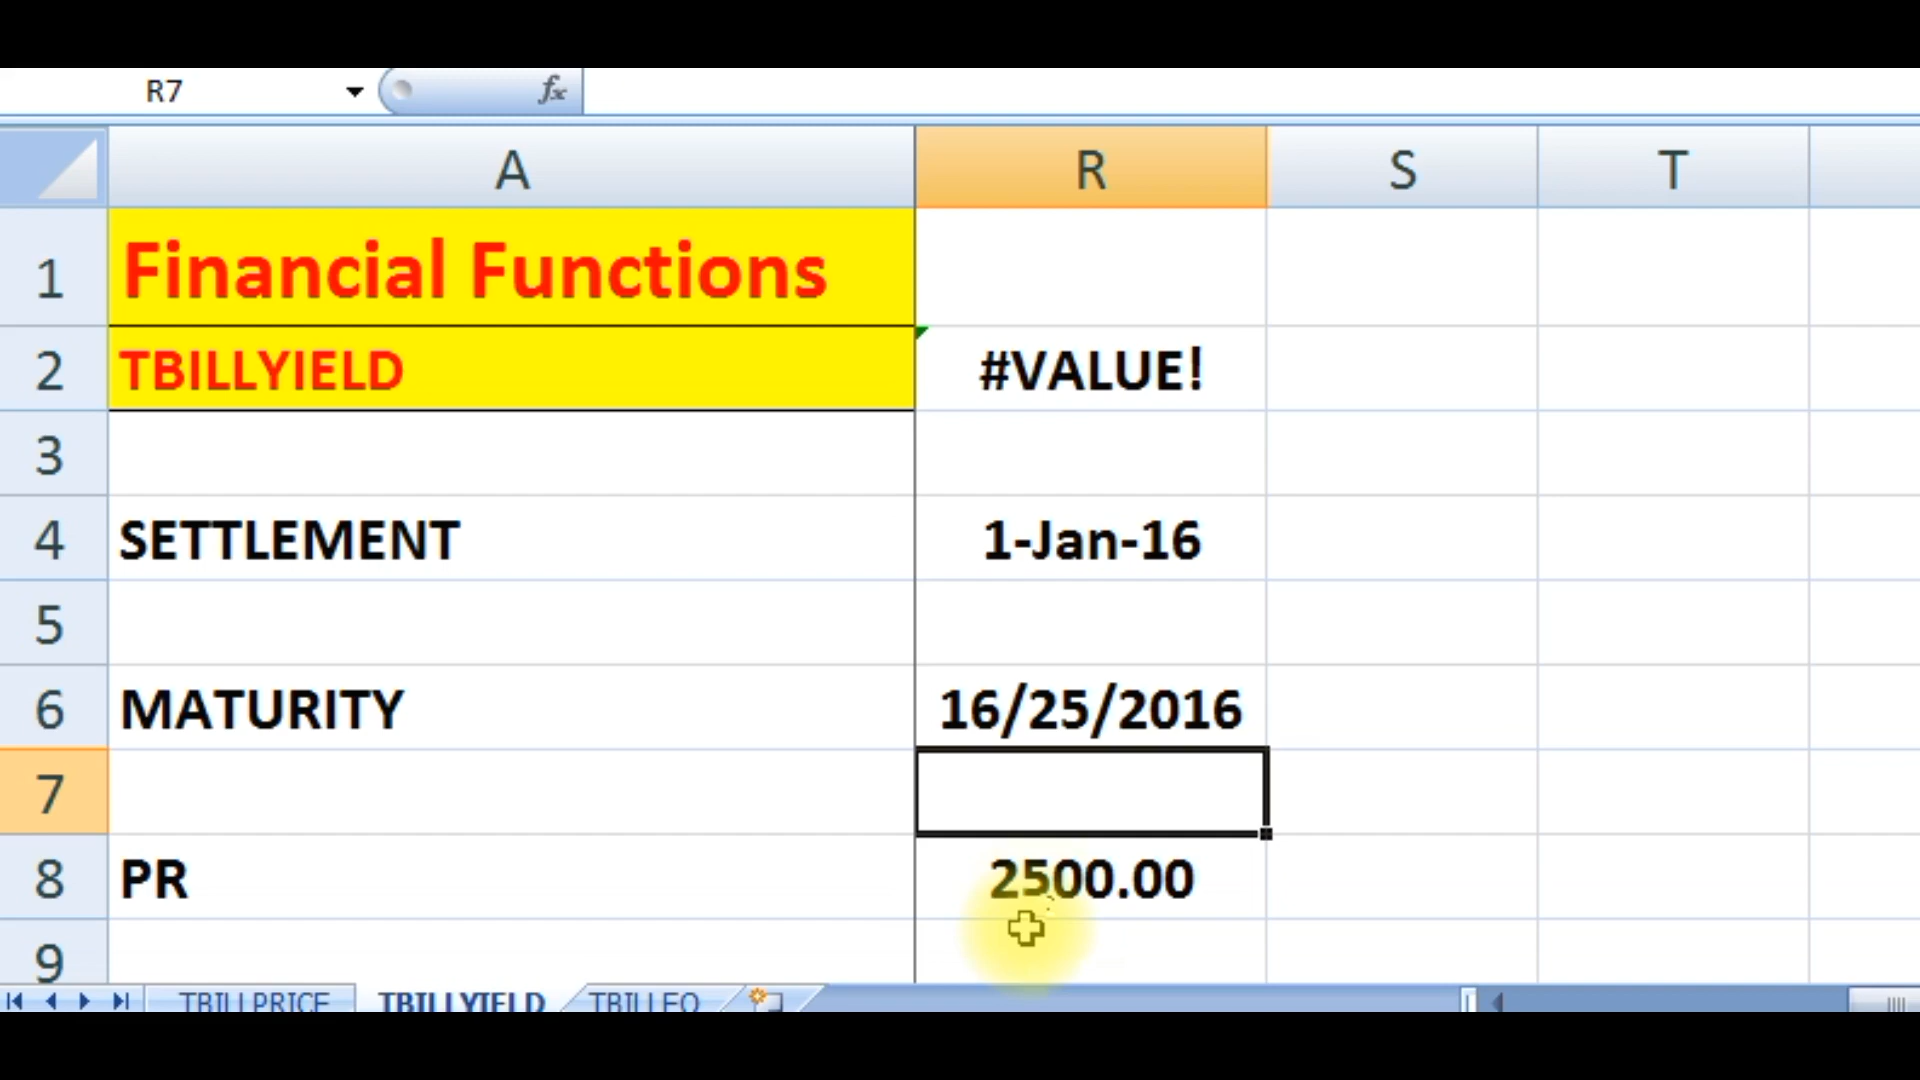 R7 fx
A R S T
1 Financial Functions
2 TBILLYIELD #VALUE!
3
4 SETTLEMENT 1-Jan-16
5
6 MATURITY 16/25/2016
7
8 PR 2500.00
9
TBILLPRICE TBILLYIELD TBILLEQ